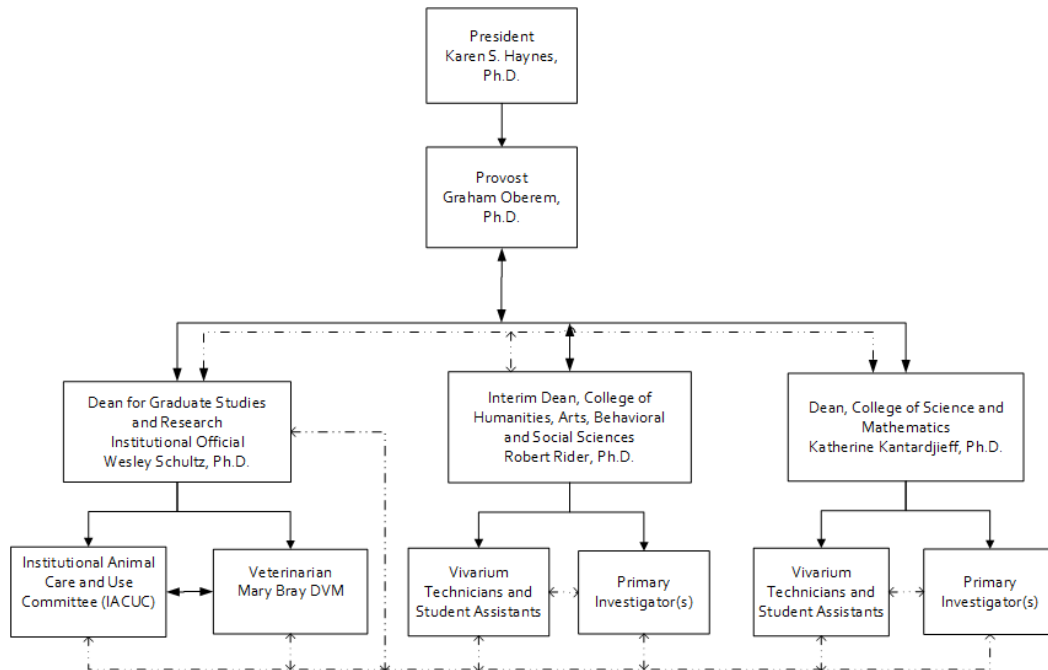 President
Karen S. Haynes,
Ph.D.
Provost
Graham Oberem,
Ph.D.
Dean for Graduate Studies
and Research
Institutional Official
Wesley Schultz, Ph.D.
Interim Dean, College of
Humanities, Arts, Behavioral
and Social Sciences
Robert Rider, Ph.D.
Dean, College of Science and
Mathematics
Katherine Kantardjieff, Ph.D.
Institutional Animal
Care and Use
Committee (IACUC)
Veterinarian
Mary Bray DVM
Vivarium
Technicians and
Student Assistants
Primary
Investigator(s)
Vivarium
Technicians and
Student Assistants
Primary
Investigator(s)